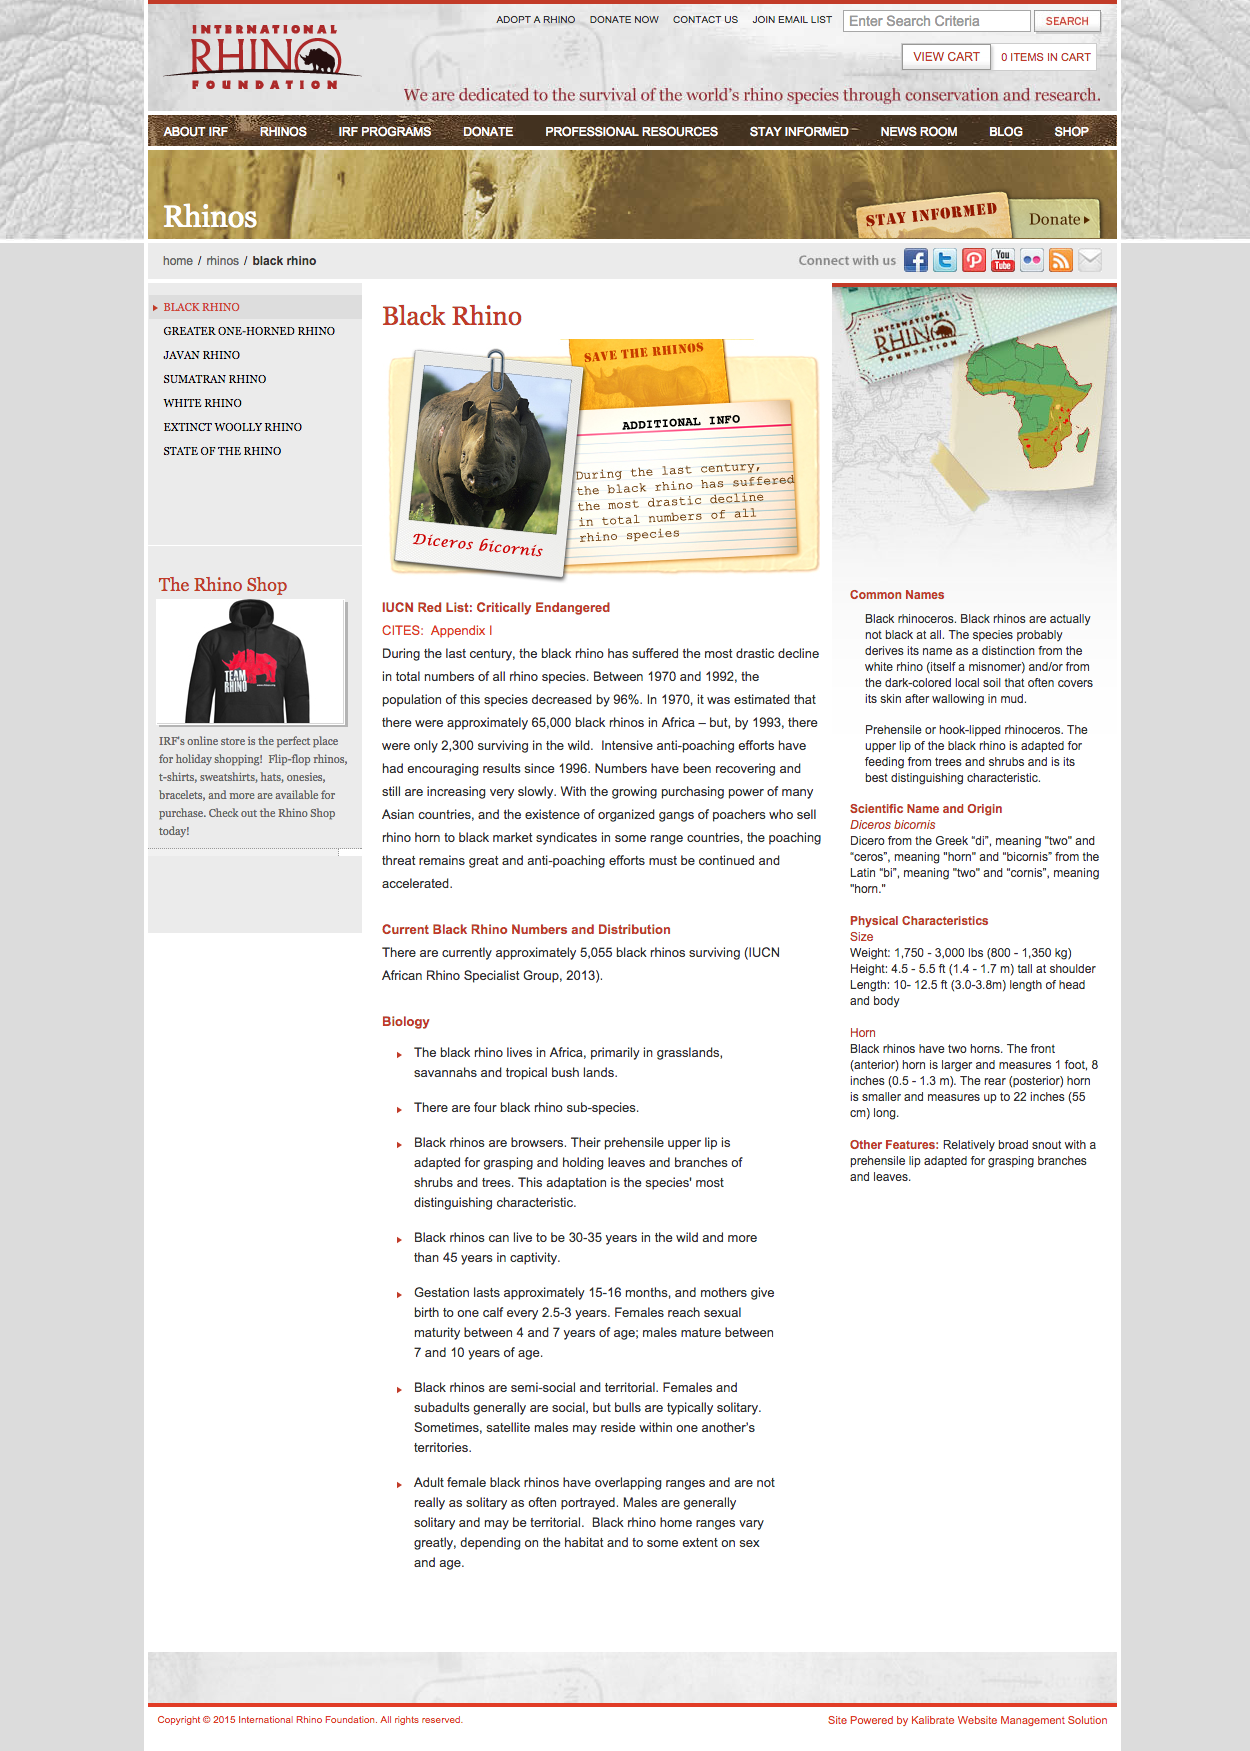 ADOPT A RHINO DONATE NOW CONTACT US JOIN EMAIL LIST Enter Search Criteria SEARCH
INTERNATIONAL
RHINO
FOUNDATION
VIEW CART 0 ITEMS IN CART
We are dedicated to the survival of the world's rhino species through conservation and research.
ABOUT IRF RHINOS IRF PROGRAMS DONATE PROFESSIONAL RESOURCES STAY INFORMED NEWS ROOM BLOG SHOP
Rhinos
STAY INFORMED
Donate
home / rhinos / black rhino
Connect with us
You
Tube
BLACK RHINO
GREATER ONE-HORNED RHINO
JAVAN RHINO
SUMATRAN RHINO
WHITE RHINO
EXTINCT WOOLLY RHINO
STATE OF THE RHINO
The Rhino Shop
TEAM
RHINO
IRF's online store is the perfect place
for holiday shopping! Flip-flop rhinos,
t-shirts, sweatshirts, hats, onesies,
bracelets, and more are available for
purchase. Check out the Rhino Shop
today!
Black Rhino
SAVE THE RHINOS
ADDITIONAL INFO
During the last century,
the black rhino has suffered
the most drastic decline
in total numbers of all
rhino species
Diceros bicornis
IUCN Red List: Critically Endangered
CITES: Appendix I
During the last century, the black rhino has suffered the most drastic decline
in total numbers of all rhino species. Between 1970 and 1992, the
population of this species decreased by 96%. In 1970, it was estimated that
there were approximately 65,000 black rhinos in Africa – but, by 1993, there
were only 2,300 surviving in the wild. Intensive anti-poaching efforts have
had encouraging results since 1996. Numbers have been recovering and
still are increasing very slowly. With the growing purchasing power of many
Asian countries, and the existence of organized gangs of poachers who sell
rhino horn to black market syndicates in some range countries, the poaching
threat remains great and anti-poaching efforts must be continued and
accelerated.
Current Black Rhino Numbers and Distribution
There are currently approximately 5,055 black rhinos surviving (IUCN
African Rhino Specialist Group, 2013).
Biology
The black rhino lives in Africa, primarily in grasslands,
savannahs and tropical bush lands.
There are four black rhino sub-species.
Black rhinos are browsers. Their prehensile upper lip is
adapted for grasping and holding leaves and branches of
shrubs and trees. This adaptation is the species' most
distinguishing characteristic.
Black rhinos can live to be 30-35 years in the wild and more
than 45 years in captivity.
Gestation lasts approximately 15-16 months, and mothers give
birth to one calf every 2.5-3 years. Females reach sexual
maturity between 4 and 7 years of age; males mature between
7 and 10 years of age.
Black rhinos are semi-social and territorial. Females and
subadults generally are social, but bulls are typically solitary.
Sometimes, satellite males may reside within one another's
territories.
Adult female black rhinos have overlapping ranges and are not
really as solitary as often portrayed. Males are generally
solitary and may be territorial. Black rhino home ranges vary
greatly, depending on the habitat and to some extent on sex
and age.
INTERNATIONAL
RHINO
FOUNDATION
Common Names
Black rhinoceros. Black rhinos are actually
not black at all. The species probably
derives its name as a distinction from the
white rhino (itself a misnomer) and/or from
the dark-colored local soil that often covers
its skin after wallowing in mud.
Prehensile or hook-lipped rhinoceros. The
upper lip of the black rhino is adapted for
feeding from trees and shrubs and is its
best distinguishing characteristic.
Scientific Name and Origin
Diceros bicornis
Dicero from the Greek “di”, meaning "two" and
“ceros”, meaning "horn" and “bicornis” from the
Latin “bi”, meaning "two" and “cornis”, meaning
"horn."
Physical Characteristics
Size
Weight: 1,750 - 3,000 lbs (800 - 1,350 kg)
Height: 4.5 - 5.5 ft (1.4 - 1.7 m) tall at shoulder
Length: 10- 12.5 ft (3.0-3.8m) length of head
and body
Horn
Black rhinos have two horns. The front
(anterior) horn is larger and measures 1 foot, 8
inches (0.5 - 1.3 m). The rear (posterior) horn
is smaller and measures up to 22 inches (55
cm) long.
Other Features: Relatively broad snout with a
prehensile lip adapted for grasping branches
and leaves.
Copyright © 2015 International Rhino Foundation. All rights reserved.
Site Powered by Kalibrate Website Management Solution